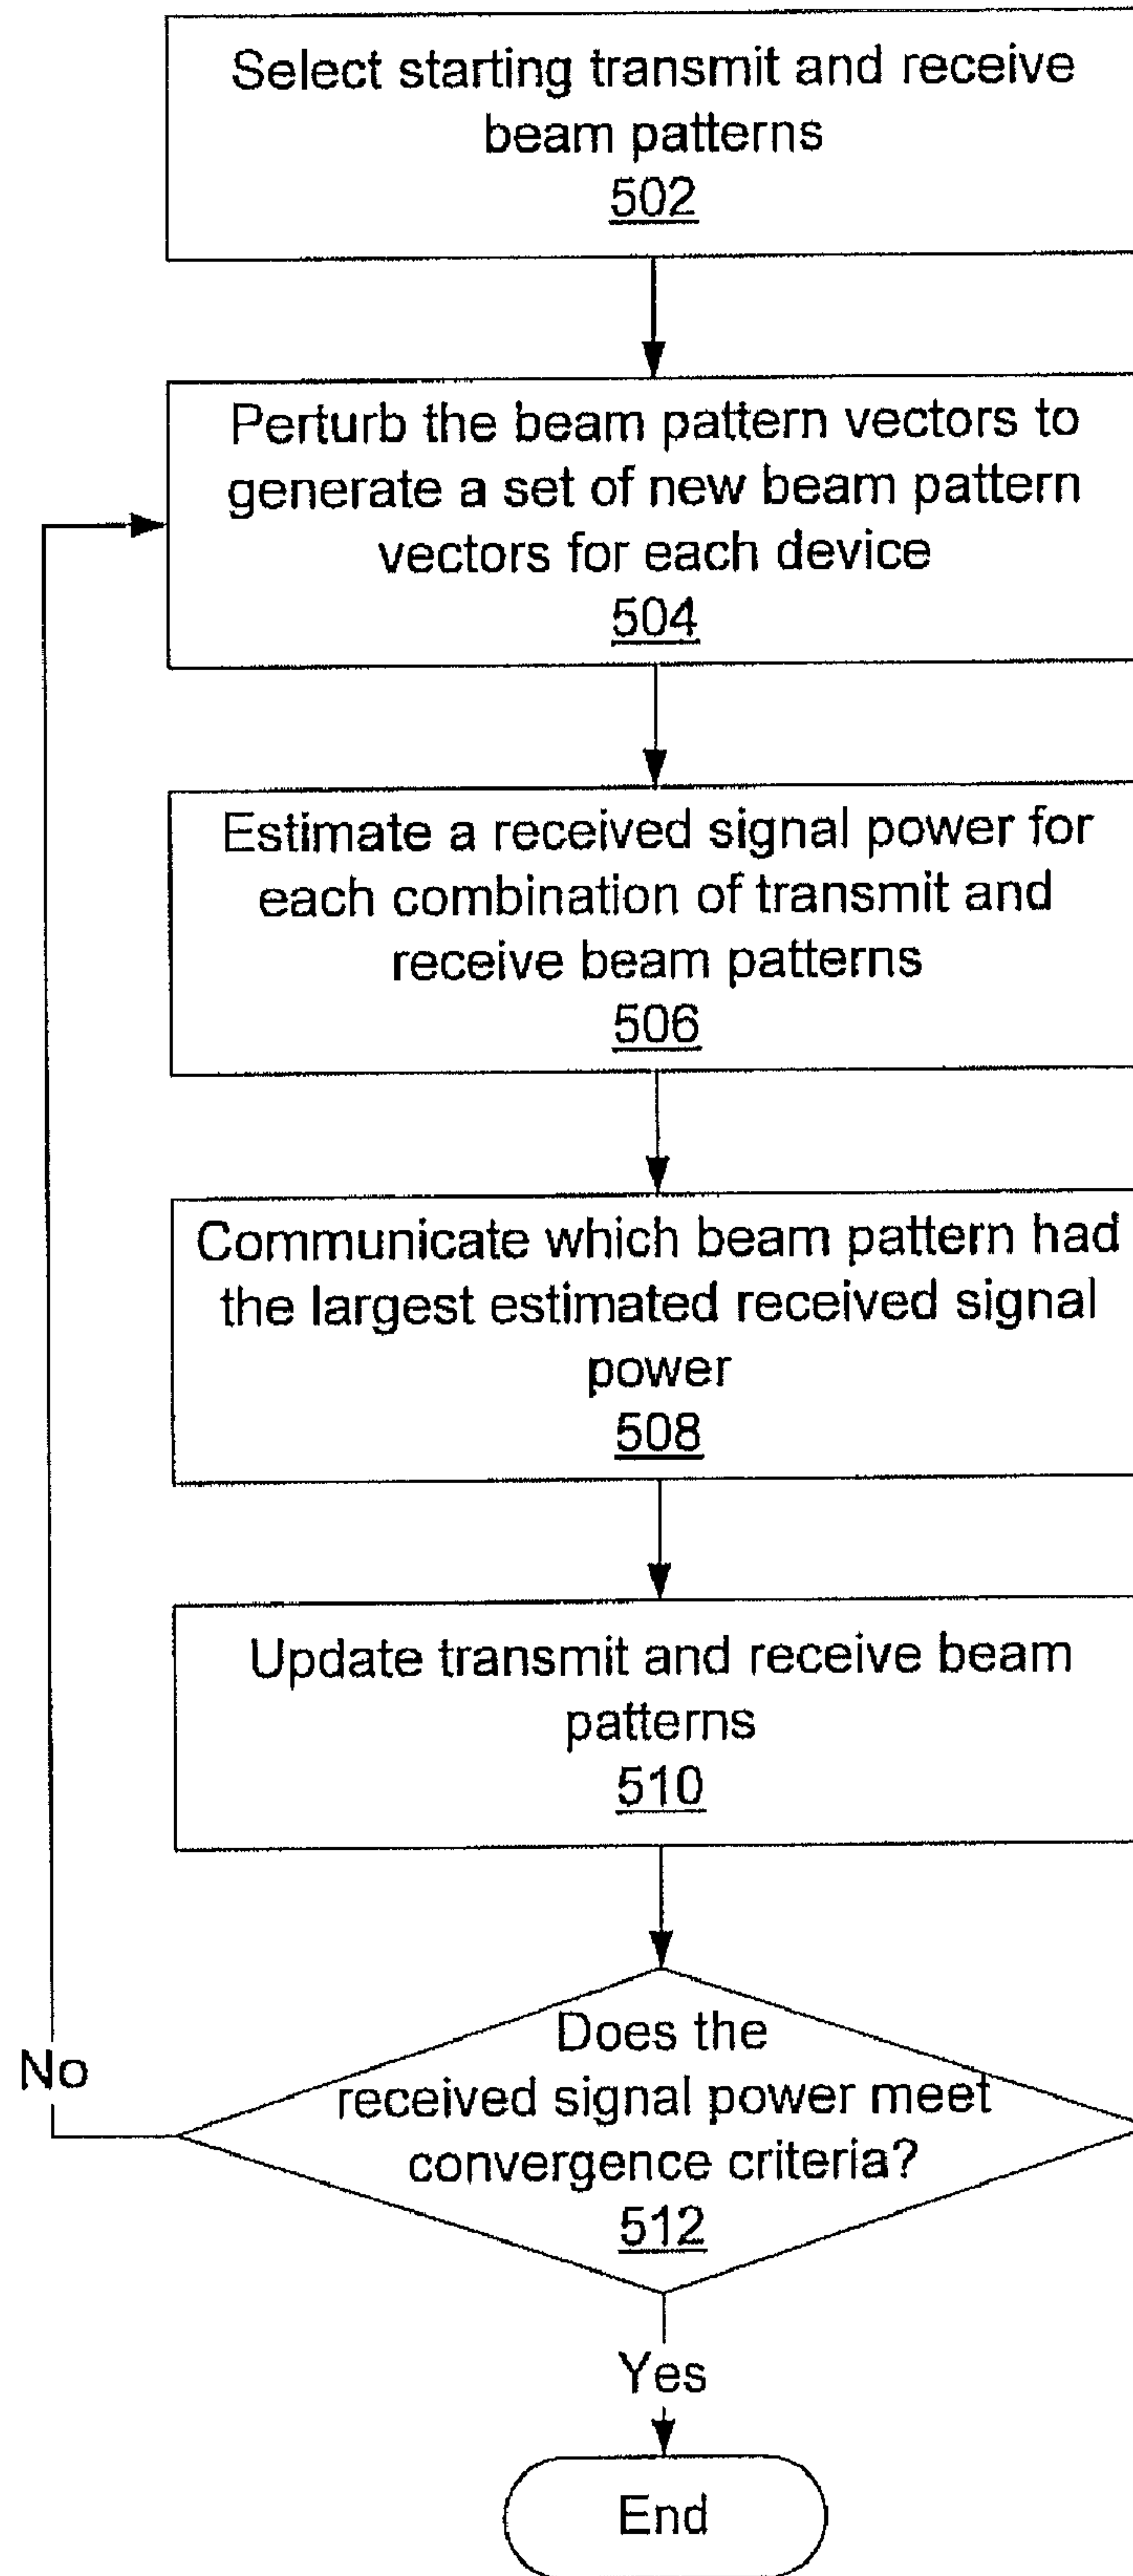 Select starting transmit and receive
beam patterns
502
Perturb the beam pattern vectors to
generate a set of new beam pattern
vectors for each device
504
Estimate a received signal power for
each combination of transmit and
receive beam patterns
506
Communicate which beam pattern had
the largest estimated received signal
power
508
Update transmit and receive beam
patterns
510
Does the
received signal power meet
convergence criteria?
512
No
Yes
End